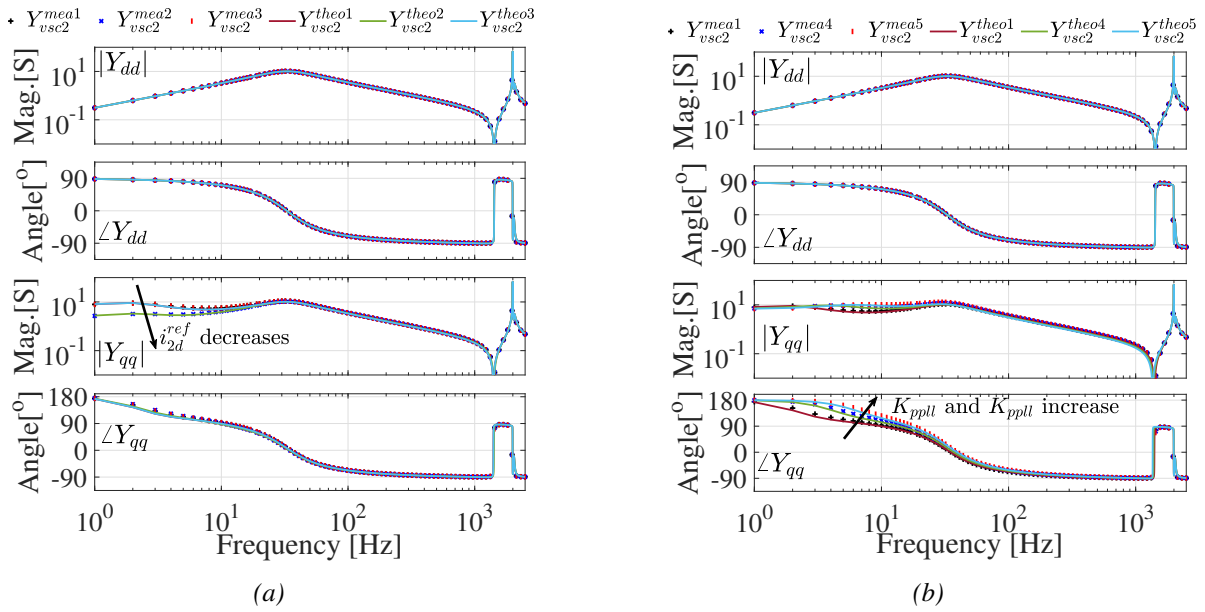 Y_{vsc2}^{mea1} Y_{vsc2}^{mea2} Y_{vsc2}^{mea3} Y_{vsc2}^{theo1} Y_{vsc2}^{theo2} Y_{vsc2}^{theo3}
|Y_{dd}|
Mag.[S]
10^1
10^{-1}
90
0
-90
Angle[°]
∠Y_{dd}
10^1
10^{-1}
Mag.[S]
i_{2d}^{ref} decreases
|Y_{qq}|
180
90
0
-90
Angle[°]
∠Y_{qq}
10^0 10^1 10^2 10^3
Frequency [Hz]
(a)
Y_{vsc2}^{mea1} Y_{vsc2}^{mea4} Y_{vsc2}^{mea5} Y_{vsc2}^{theo1} Y_{vsc2}^{theo4} Y_{vsc2}^{theo5}
|Y_{dd}|
Mag.[S]
10^1
10^{-1}
90
0
-90
Angle[°]
∠Y_{dd}
10^1
10^{-1}
Mag.[S]
|Y_{qq}|
180
90
0
-90
Angle[°]
K_{ppll} and K_{ppll} increase
∠Y_{qq}
10^0 10^1 10^2 10^3
Frequency [Hz]
(b)